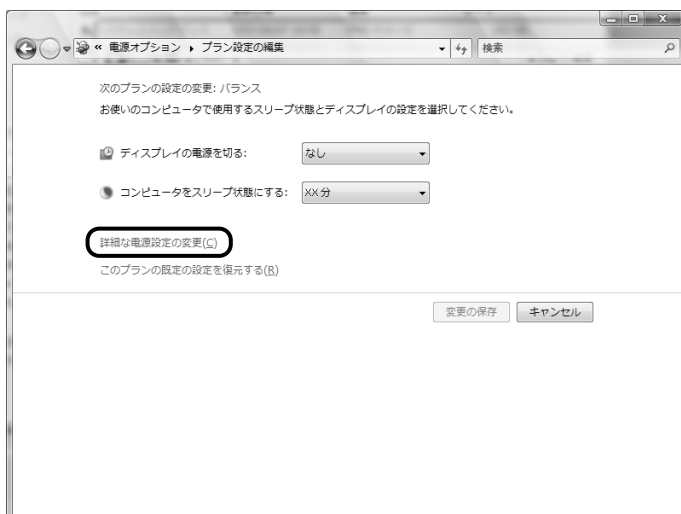 « 電源オプション ▸ プラン設定の編集
検索
次のプランの設定の変更: バランス
お使いのコンピュータで使用するスリープ状態とディスプレイの設定を選択してください。
ディスプレイの電源を切る: なし
コンピュータをスリープ状態にする: XX 分
詳細な電源設定の変更(C)
このプランの既定の設定を復元する(R)
変更の保存 キャンセル